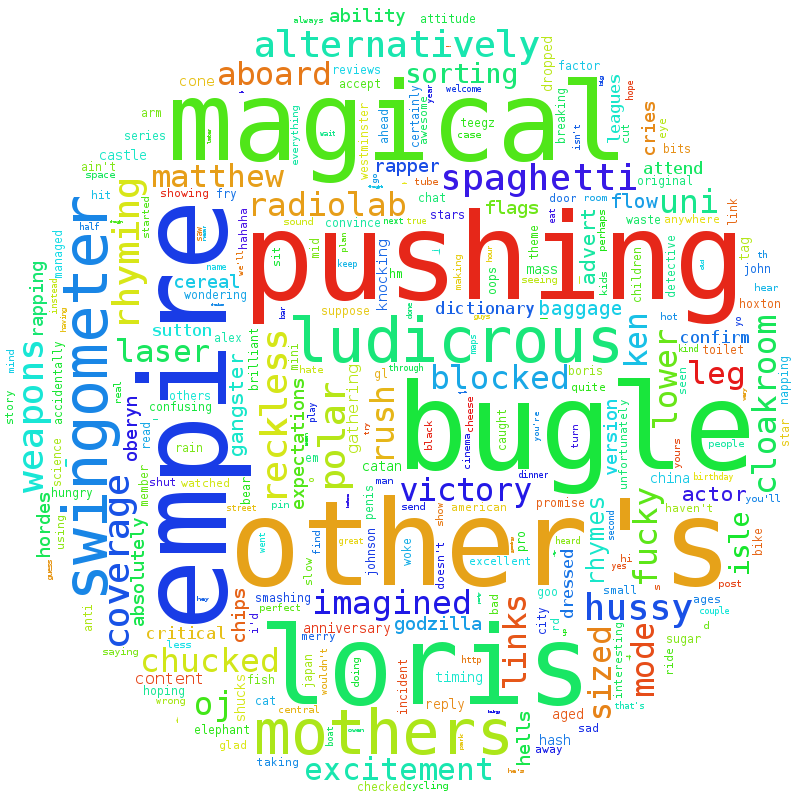 always
ability
attitude
alternatively
dropped
welcome
aboard
sorting
cone
reviews
accept
factor
magical
breaking
leagues
year
hope
arm
westminster
ahead
certainly
awesome
teegz
case
cries
cut
eye
series
everything
wait
isn't
bits
castle
matthew
rapper
spaghetti
attend
ain't
space
go
door
room
original
showing
fry
tube
hit
radiolab
chat
stars
flags
flow
uni
eat
perhaps
waste
anywhere
link
half
started
rhyming
empire
hahaha
sound
convince
next
true
swingometer
managed
saw
we'll
sit
mid
plan
knocking
pushing
theme
advert
kids
children
tag
th
john
rapping
cereal
name
keep
hm
making
seeing
oops
mass
detective
hear
wondering
instead
having
suppose
dictionary
baggage
hoxton
yo
sutton
alex
bar
done
maps
through
hour
old
hot
confirm
mind
story
accidentally
laser
brilliant
mini
ludicrous
ken
kind
toilet
real
others
hate
gl
boris
seen
leg
weapons
confusing
gangster
reckless
quite
lower
napping
guess
oberyn
play
rush
blocked
birthday
science
read
rain
expectations
polar
gathering
try
black
cheese
cinema
caught
you're
turn
version
unfortunately
people
yours
star
cloakroom
hungry
member
em
catan
bugle
china
shut
watched
bear
man
dinner
hordes
using
coverage
absolutely
street
pin
penis
send
victory
show
american
promise
haven't
actor
you'll
other's
went
find
great
johnson
woke
doesn't
heard
pro
rhymes
second
fucky
isle
post
bike
hi
yes
slow
excellent
dressed
hey
smashing
imagined
bad
goo
small
s
ages
hussy
couple
anti
chips
i'd
perfect
godzilla
city
rd
d
critical
anniversary
merry
saying
less
loris
links
sized
mode
interesting
sugar
chucked
japan
wouldn't
doing
http
timing
ride
content
hoping
shucks
fish
incident
he's
that's
wrong
oj
cat
central
reply
aged
elephant
boat
owen
mothers
mark
hells
hash
sad
glad
away
taking
excitement
checked
cycling